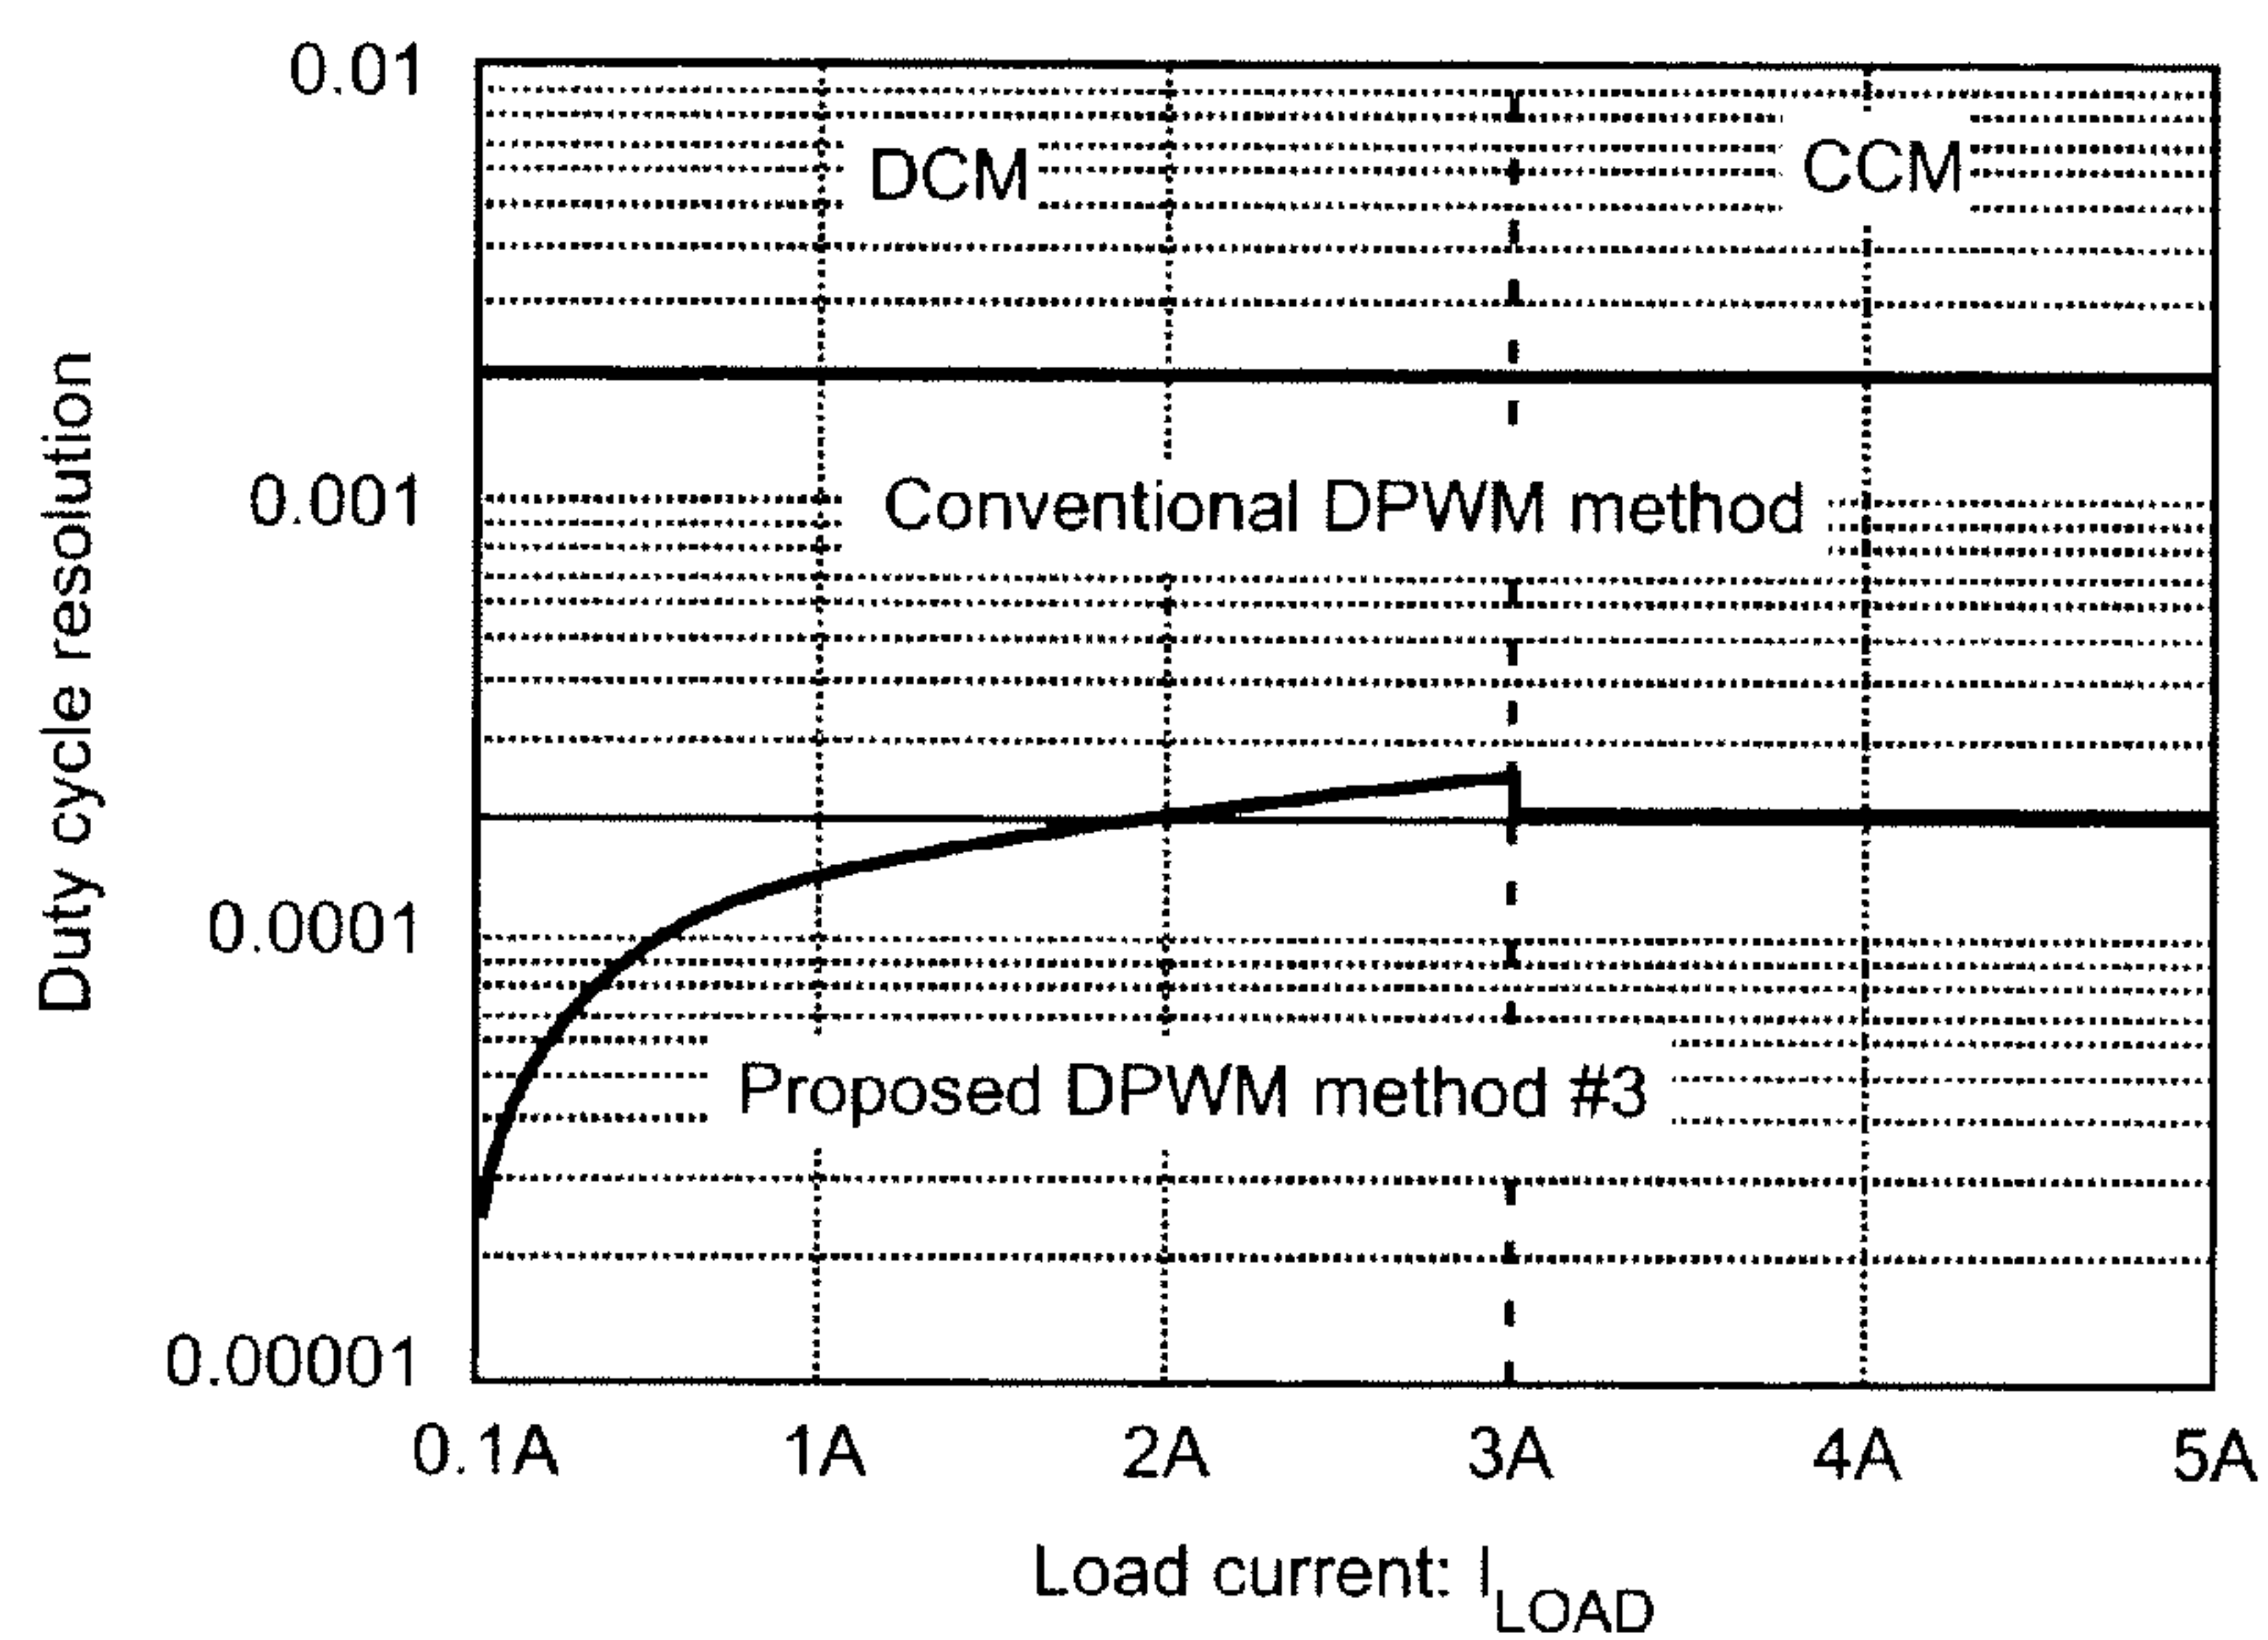 0.01
DCM
CCM
0.001
Conventional DPWM method
Duty cycle resolution
0.0001
Proposed DPWM method #3
0.00001
0.1A
1A
2A
3A
4A
5A
Load current: I_LOAD